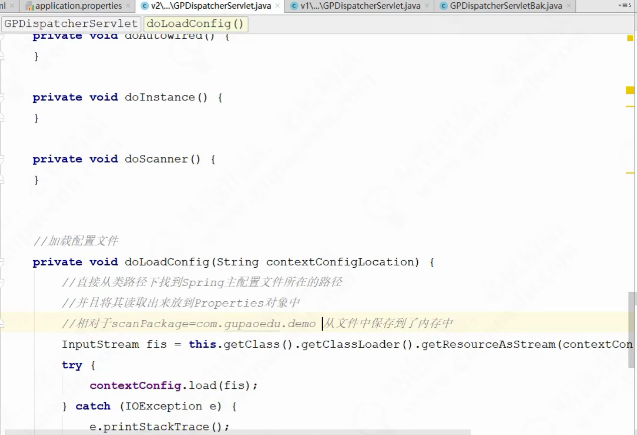 application.properties × v2\...\GPDispatcherServlet.java × v1\...\GPDispatcherServlet.java × GPDispatcherServletBak.java ×
GPDispatcherServlet doLoadConfig()
private void doAutowired() {
}
private void doInstance() {
}
private void doScanner() {
}
//加载配置文件
private void doLoadConfig(String contextConfigLocation) {
//直接从类路径下找到Spring主配置文件所在的路径
//并且将其读取出来放到Properties对象中
//相对于scanPackage=com.gupaoedu.demo 从文件中保存到了内存中
InputStream fis = this.getClass().getClassLoader().getResourceAsStream(contextCon
try {
contextConfig.load(fis);
} catch (IOException e) {
e.printStackTrace();